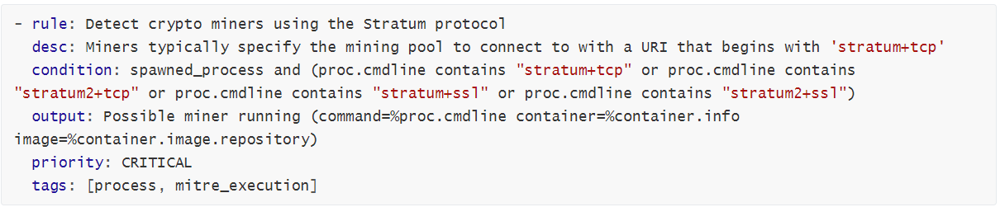 - rule: Detect crypto miners using the Stratum protocol
desc: Miners typically specify the mining pool to connect to with a URI that begins with 'stratum+tcp'
condition: spawned_process and (proc.cmdline contains "stratum+tcp" or proc.cmdline contains
"stratum2+tcp" or proc.cmdline contains "stratum+ssl" or proc.cmdline contains "stratum2+ssl")
output: Possible miner running (command=%proc.cmdline container=%container.info
image=%container.image.repository)
priority: CRITICAL
tags: [process, mitre_execution]